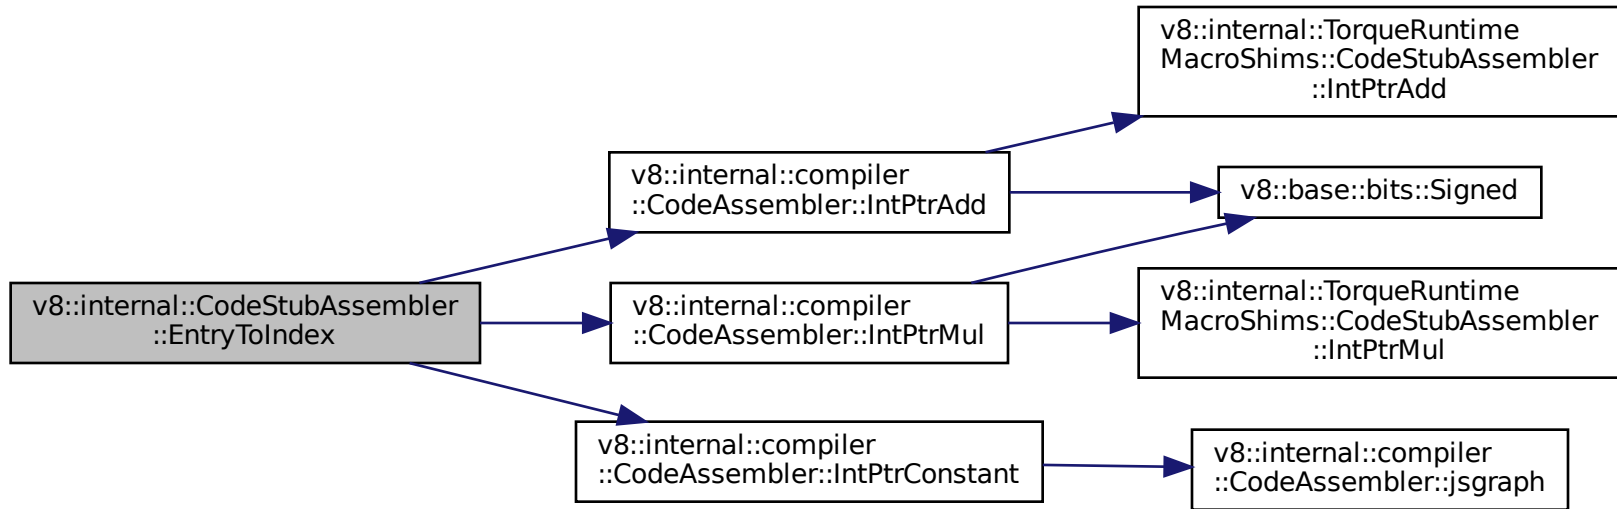 v8::internal::CodeStubAssembler
::EntryToIndex
v8::internal::compiler
::CodeAssembler::IntPtrAdd
v8::internal::compiler
::CodeAssembler::IntPtrMul
v8::internal::compiler
::CodeAssembler::IntPtrConstant
v8::internal::TorqueRuntime
MacroShims::CodeStubAssembler
::IntPtrAdd
v8::base::bits::Signed
v8::internal::TorqueRuntime
MacroShims::CodeStubAssembler
::IntPtrMul
v8::internal::compiler
::CodeAssembler::jsgraph